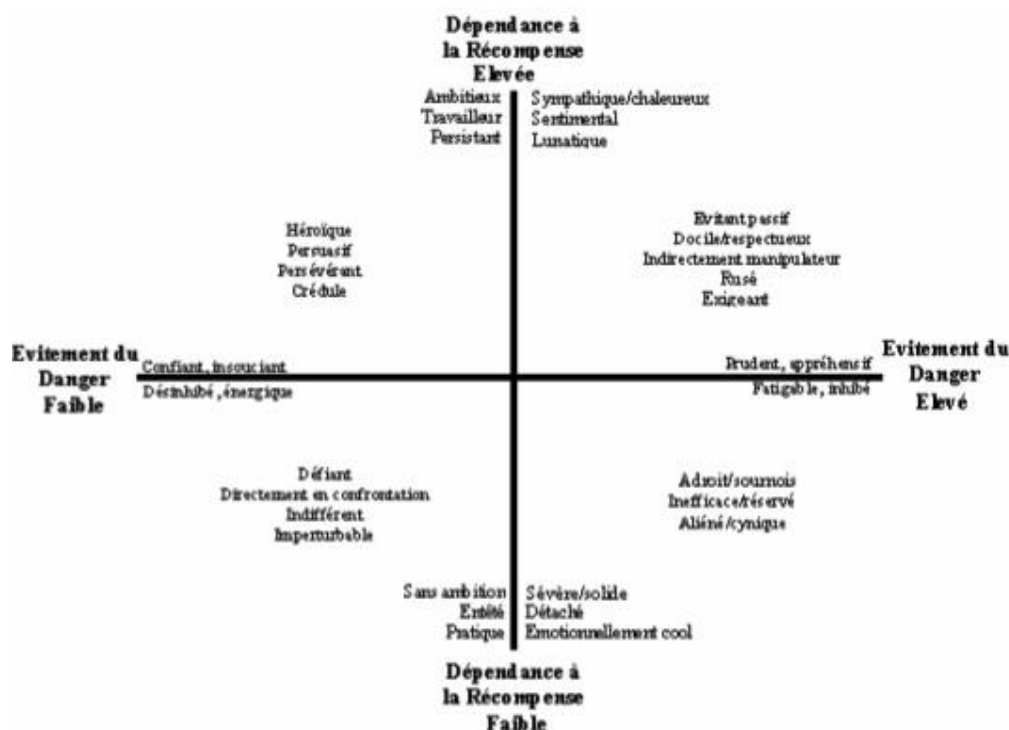 Dépendance à
la Récompense
Elevée
Ambitieux
Travailleur
Persistant
Sympathique/chaleureux
Sentimental
Lunatique
Héroïque
Persuasif
Persévérant
Crédule
Evitant passif
Docile/respectueux
Indirectement manipulateur
Rusé
Exigeant
Evitement du
Danger
Faible
Confiant, insouciant
Désinhibé, énergique
Prudent, appréhensif
Fatigable, inhibé
Evitement du
Danger
Elevé
Défiant
Directement en confrontation
Indifférent
Imperturbable
Adroit/sournois
Inefficace/réservé
Aliéné/cynique
Sans ambition
Entêté
Pratique
Sévère/solide
Détaché
Emotionnellement cool
Dépendance à
la Récompense
Faible